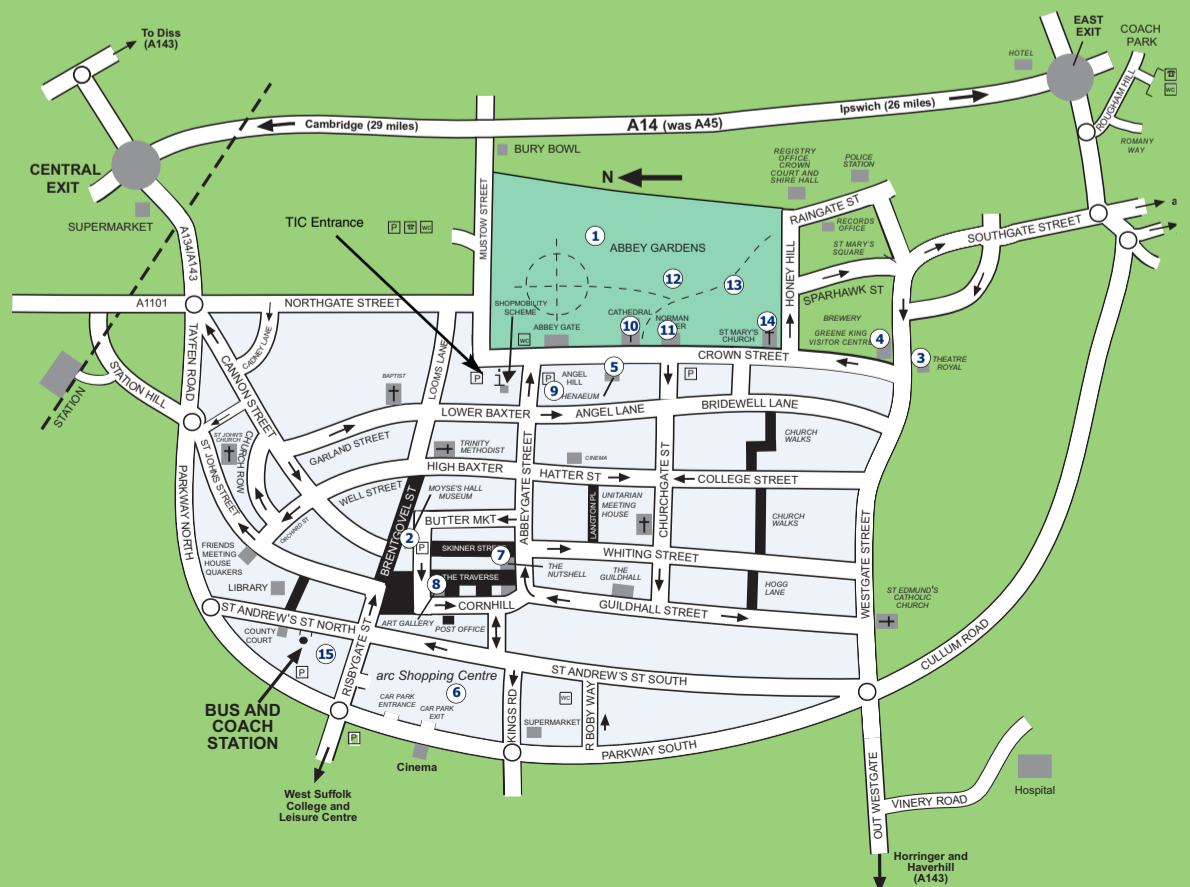 To Diss
(A143)
EAST
EXIT
COACH
PARK
HOTEL
ROUGHAM HILL
WC
ROMANY
WAY
Ipswich (26 miles)
A14 (was A45)
Cambridge (29 miles)
CENTRAL
EXIT
SUPERMARKET
A134/A143
BURY BOWL
N
REGISTRY
OFFICE,
CROWN
COURT AND
SHIRE HALL
POLICE
STATION
RAINGATE ST
RECORDS
OFFICE
ST MARY'S
SQUARE
SOUTHGATE STREET
a
TIC Entrance
P
WC
MUSTOW STREET
1
ABBEY GARDENS
12
13
HONEY HILL
SPARHAWK ST
A1101
NORTHGATE STREET
SHOPMOBILITY
SCHEME
ABBEY GATE
WC
CATHEDRAL
10
NORMAN
11
14
ST MARY'S
CHURCH
BREWERY
GREENE KING
VISITOR CENTRE
4
3
THEATRE
ROYAL
CROWN STREET
STATION
STATION HILL
TAYFEN ROAD
CANNON STREET
CADNEY LANE
LOOMS LANE
BAPTIST
P
i
P
ANGEL
HILL
9
5
P
LOWER BAXTER
ANGEL LANE
BRIDEWELL LANE
ST JOHN'S
CHURCH
CHURCH ROW
ST JOHNS STREET
GARLAND STREET
TRINITY
METHODIST
CINEMA
CHURCH
WALKS
HIGH BAXTER
HATTER ST
COLLEGE STREET
PARKWAY NORTH
WELL STREET
ORCHARD ST
MOYSE'S HALL
MUSEUM
BRENTGOVEL ST
ABBEYGATE STREET
LANGTON PL
UNITARIAN
MEETING
HOUSE
CHURCHGATE ST
CHURCH
WALKS
WESTGATE STREET
BUTTER MKT
2
P
7
WHITING STREET
FRIENDS
MEETING
HOUSE
QUAKERS
LIBRARY
THE TRAVERSE
8
THE
NUTSHELL
THE
GUILDHALL
HOGG
LANE
ST EDMUND'S
CATHOLIC
CHURCH
CORNHILL
GUILDHALL STREET
ART GALLERY
POST OFFICE
ST ANDREW'S ST NORTH
COUNTY
COURT
15
P
RISBYGATE ST
arc Shopping Centre
6
ST ANDREW'S ST SOUTH
CULLUM ROAD
CAR PARK
ENTRANCE
CAR PARK
EXIT
KINGS RD
WC
SUPERMARKET
R BOBY WAY
BUS AND
COACH
STATION
P
Cinema
PARKWAY SOUTH
West Suffolk
College and
Leisure Centre
OUT WESTGATE
VINERY ROAD
Hospital
Horringer and
Haverhill
(A143)